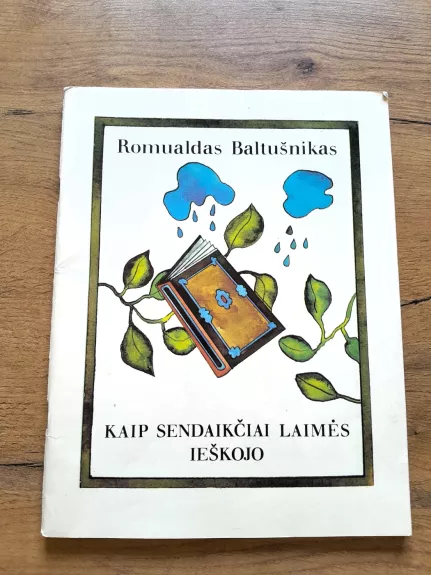 Romualdas Baltušnikas
KAIP SENDAIKČIAI LAIMĖS
IEŠKOJO